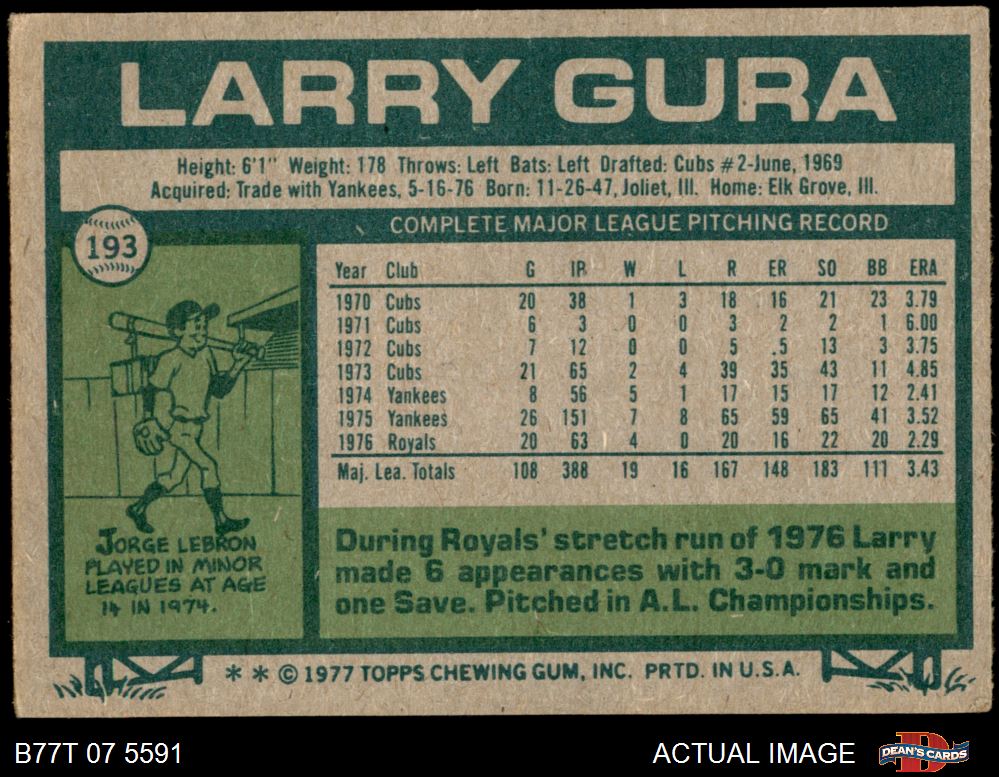 LARRY GURA
Height: 6'1" Weight: 178 Throws: Left Bats: Left Drafted: Cubs #2-June, 1969
Acquired: Trade with Yankees, 5-16-76 Born: 11-26-47, Joliet, Ill. Home: Elk Grove, Ill.
193
COMPLETE MAJOR LEAGUE PITCHING RECORD
Year Club G IP W L R ER SO BB ERA
1970 Cubs 20 38 1 3 18 16 21 23 3.79
1971 Cubs 6 3 0 0 3 2 2 1 6.00
1972 Cubs 7 12 0 0 5 5 13 3 3.75
1973 Cubs 21 65 2 4 39 35 43 11 4.85
1974 Yankees 8 56 5 1 17 15 17 12 2.41
1975 Yankees 26 151 7 8 65 59 65 41 3.52
1976 Royals 20 63 4 0 20 16 22 20 2.29
Maj. Lea. Totals 108 388 19 16 167 148 183 111 3.43
JORGE LEBRON
PLAYED IN MINOR
LEAGUES AT AGE
14 IN 1974.
During Royals' stretch run of 1976 Larry
made 6 appearances with 3-0 mark and
one Save. Pitched in A.L. Championships.
* * © 1977 TOPPS CHEWING GUM, INC. PRTD. IN U.S.A.
B77T 07 5591
ACTUAL IMAGE
DEAN'S CARDS